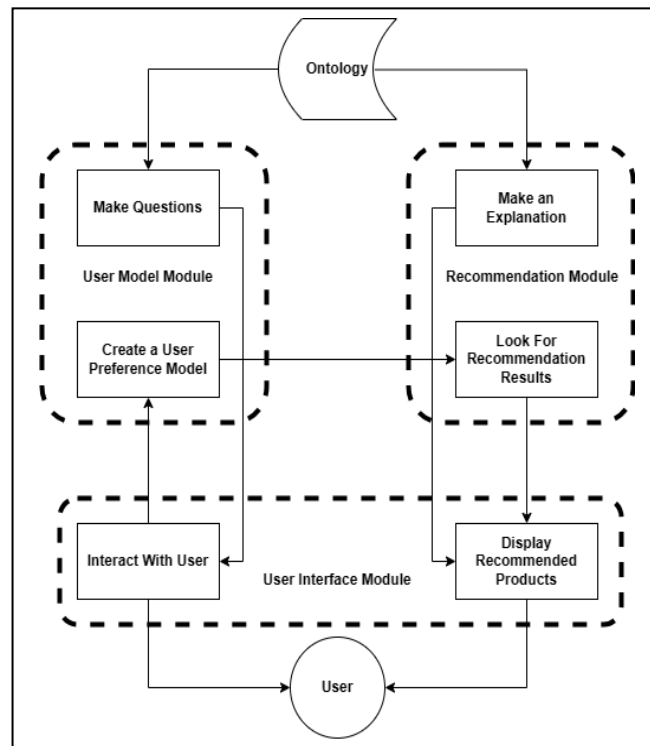 Ontology
Make Questions
Make an
Explanation
User Model Module
Recommendation Module
Create a User
Preference Model
Look For
Recommendation
Results
Interact With User
Display
Recommended
Products
User Interface Module
User